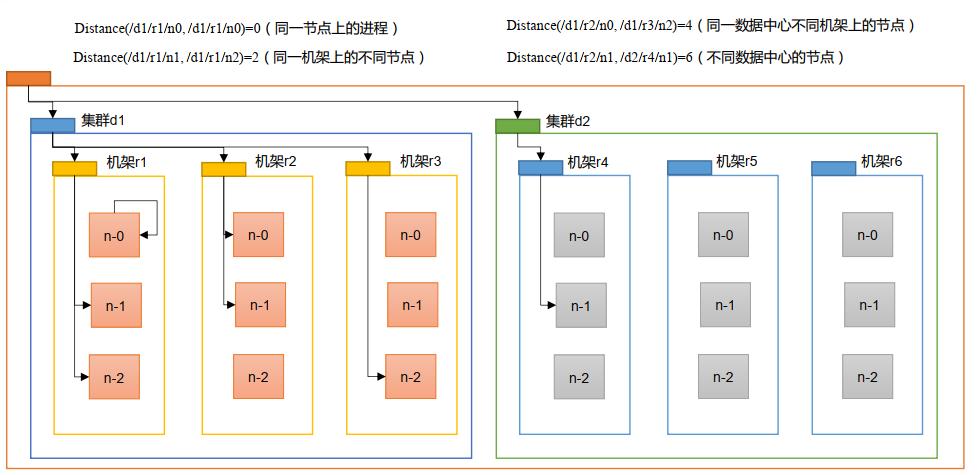 Distance(/d1/r1/n0, /d1/r1/n0)=0（同一节点上的进程）
Distance(/d1/r2/n0, /d1/r3/n2)=4（同一数据中心不同机架上的节点）
Distance(/d1/r1/n1, /d1/r1/n2)=2（同一机架上的不同节点）
Distance(/d1/r2/n1, /d2/r4/n1)=6（不同数据中心的节点）
集群d1
集群d2
机架r1
机架r2
机架r3
机架r4
机架r5
机架r6
n-0
n-0
n-0
n-0
n-0
n-0
n-1
n-1
n-1
n-1
n-1
n-1
n-2
n-2
n-2
n-2
n-2
n-2